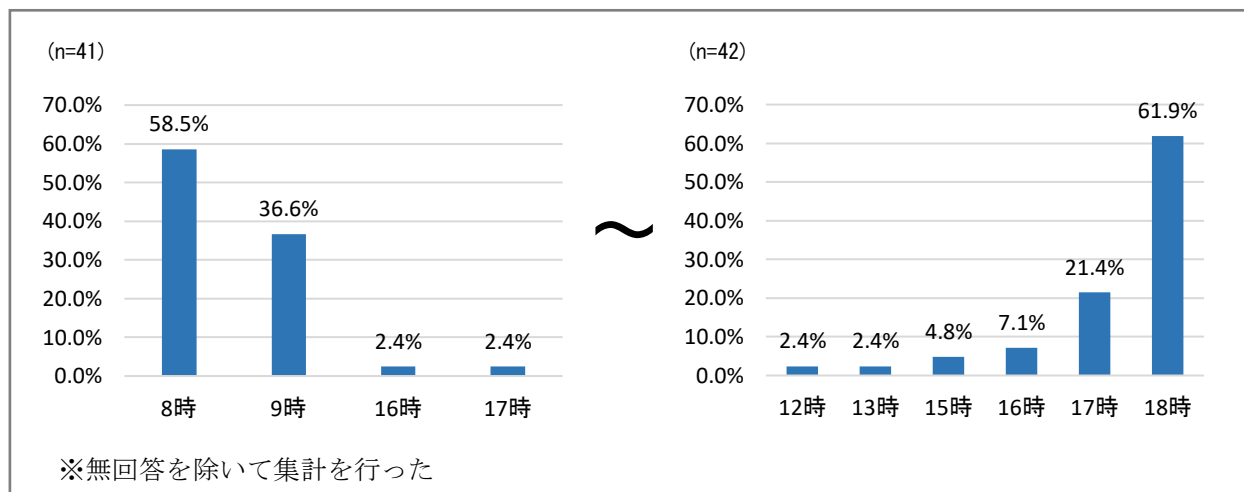 (n=41)
70.0%
60.0%
50.0%
40.0%
30.0%
20.0%
10.0%
0.0%
58.5%
36.6%
2.4%
2.4%
8時
9時
16時
17時
～
(n=42)
70.0%
60.0%
50.0%
40.0%
30.0%
20.0%
10.0%
0.0%
2.4%
2.4%
4.8%
7.1%
21.4%
61.9%
12時
13時
15時
16時
17時
18時
※無回答を除いて集計を行った